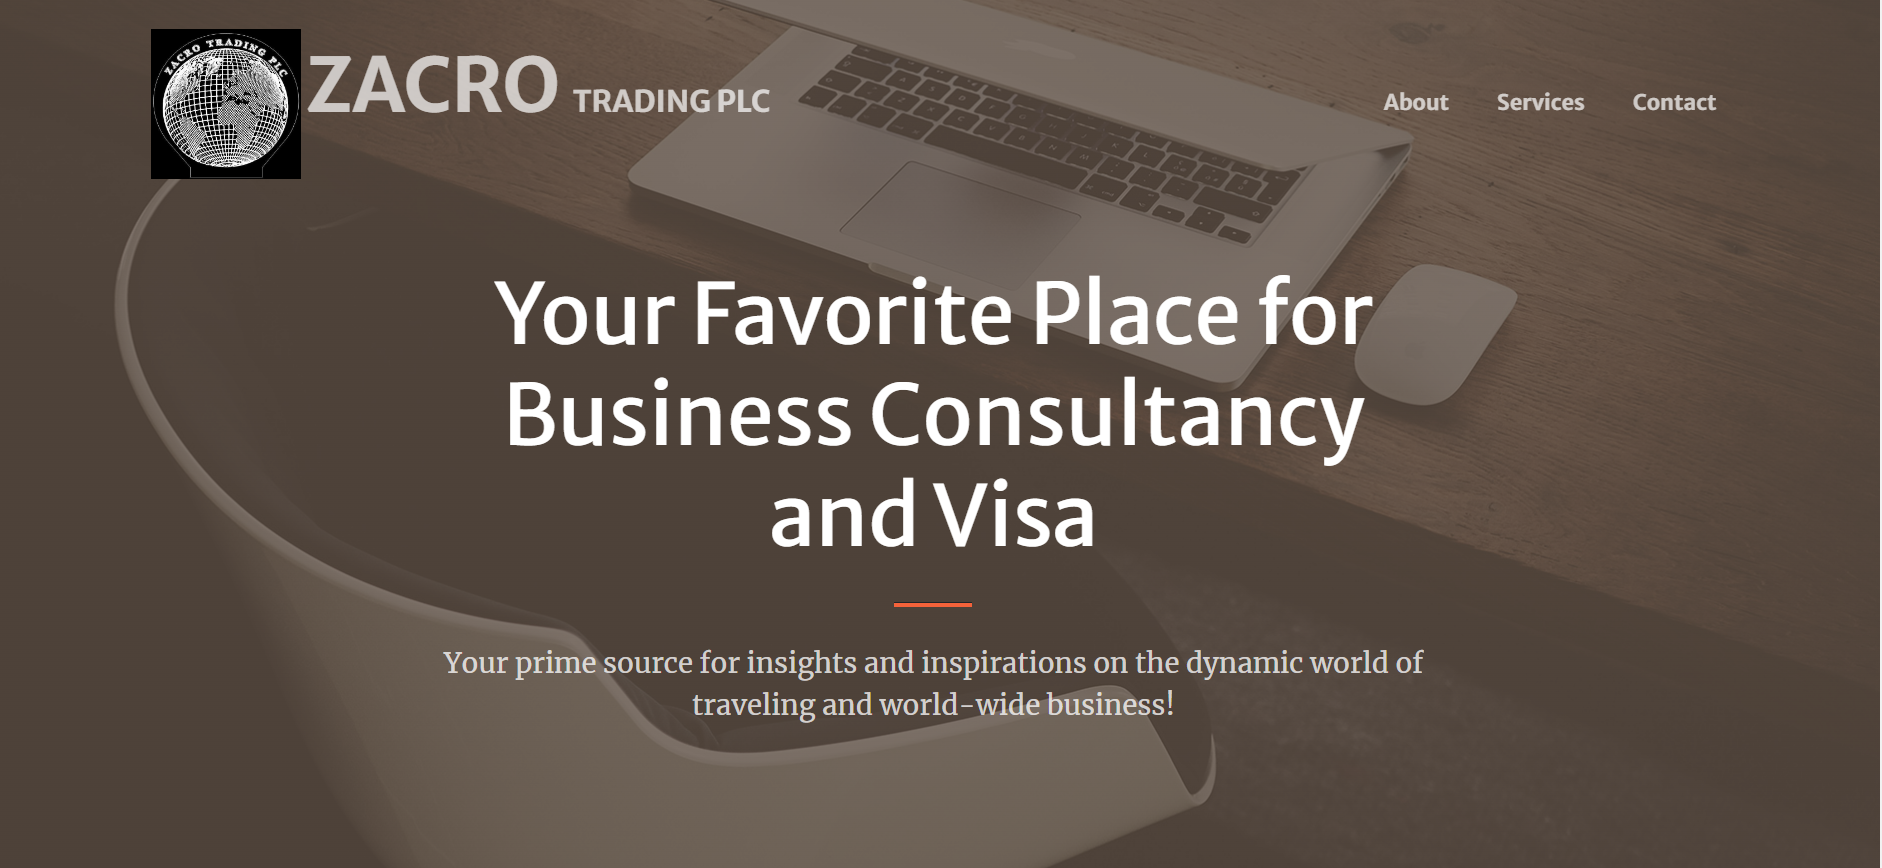 ZACRO TRADING PLC
ZACRO TRADING PLC
About Services Contact
Your Favorite Place for
Business Consultancy
and Visa
Your prime source for insights and inspirations on the dynamic world of
traveling and world-wide business!